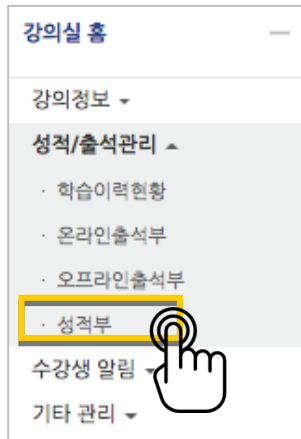 강의실 홈
강의정보
성적/출석관리
· 학습이력현황
· 온라인출석부
· 오프라인출석부
· 성적부
수강생 알림
기타 관리